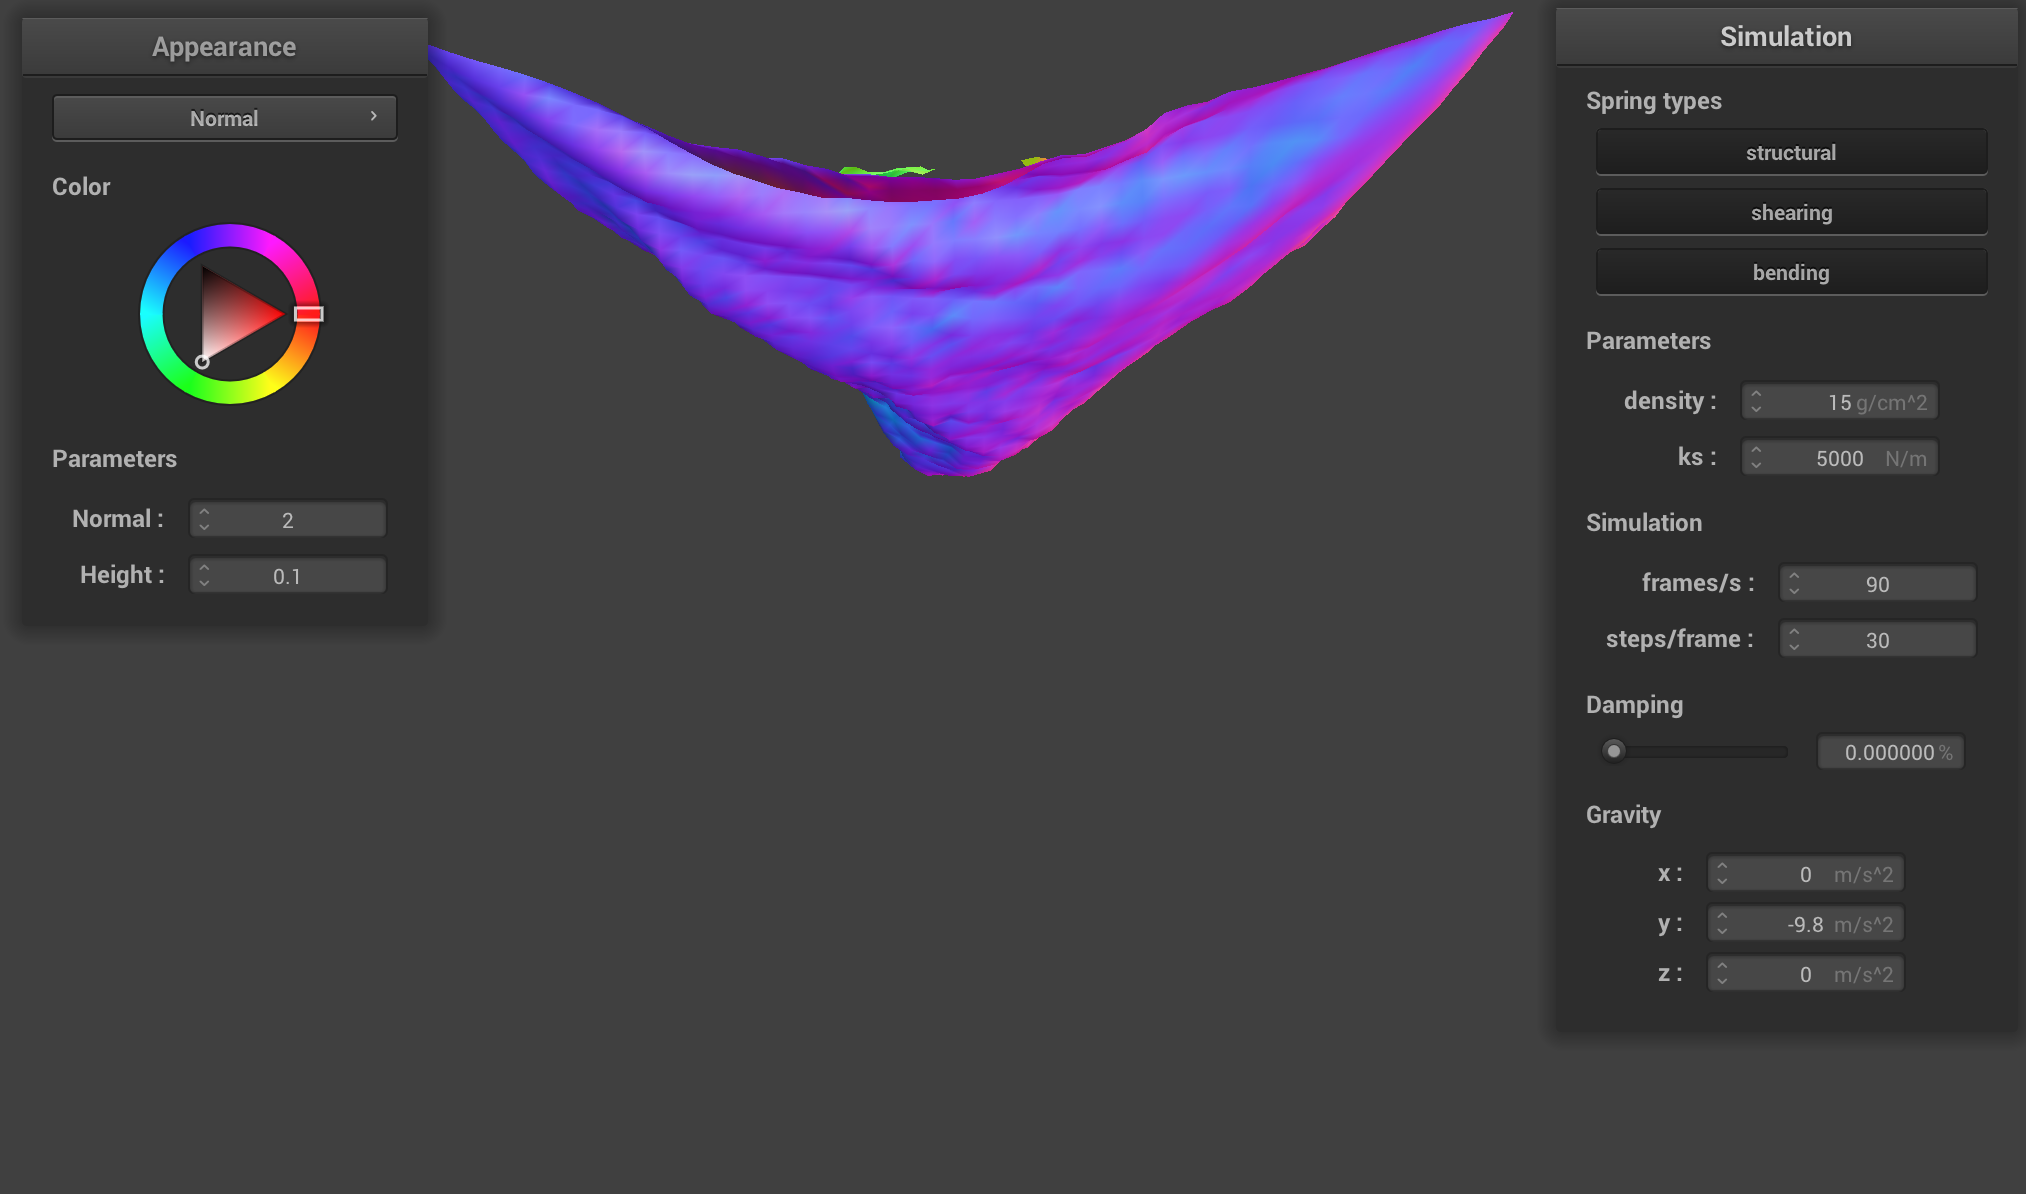 Appearance
Normal
Color
Parameters
Normal : 2
Height : 0.1
Simulation
Spring types
structural
shearing
bending
Parameters
density : 15 g/cm^2
ks : 5000 N/m
Simulation
frames/s : 90
steps/frame : 30
Damping
0.000000 %
Gravity
x : 0 m/s^2
y : -9.8 m/s^2
z : 0 m/s^2